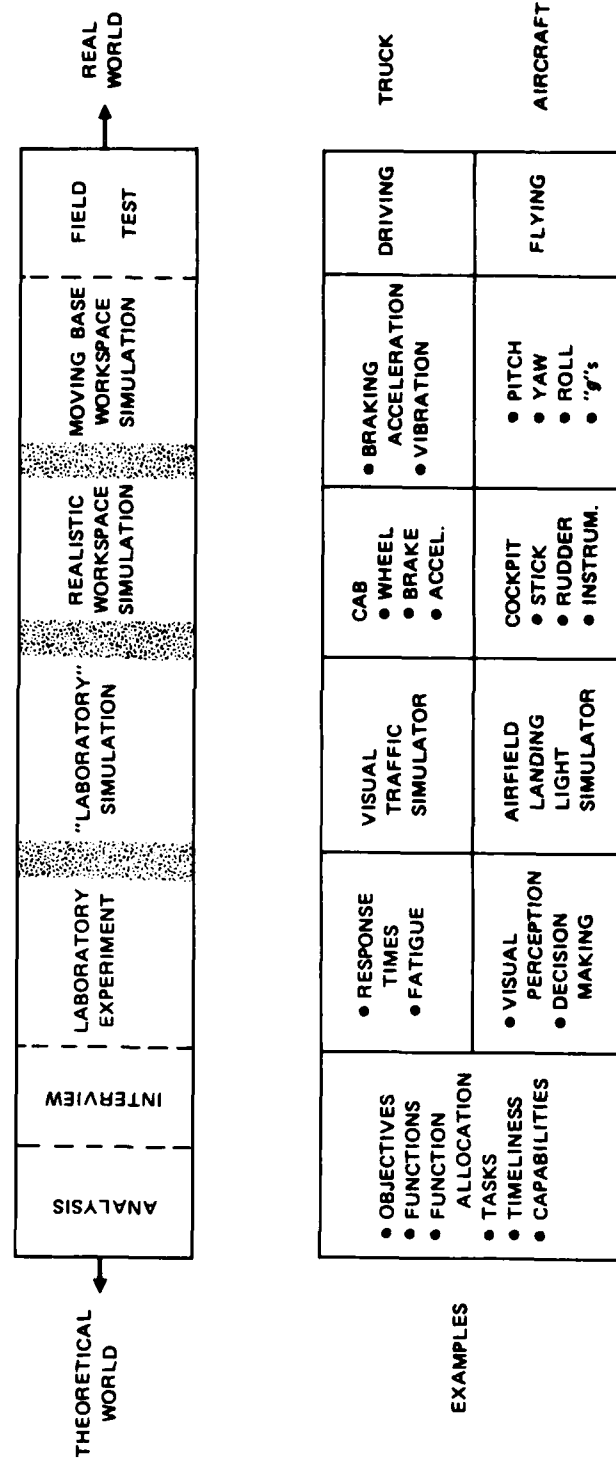 THEORETICAL
WORLD
ANALYSIS
INTERVIEW
LABORATORY
EXPERIMENT
"LABORATORY"
SIMULATION
REALISTIC
WORKSPACE
SIMULATION
MOVING BASE
WORKSPACE
SIMULATION
FIELD
TEST
REAL
WORLD
EXAMPLES
• OBJECTIVES
• FUNCTIONS
• FUNCTION
ALLOCATION
• TASKS
• TIMELINESS
• CAPABILITIES
• RESPONSE
TIMES
• FATIGUE
VISUAL
TRAFFIC
SIMULATOR
CAB
• WHEEL
• BRAKE
• ACCEL.
• BRAKING
ACCELERATION
• VIBRATION
DRIVING
TRUCK
• VISUAL
PERCEPTION
• DECISION
MAKING
AIRFIELD
LANDING
LIGHT
SIMULATOR
COCKPIT
• STICK
• RUDDER
• INSTRUM.
• PITCH
• YAW
• ROLL
• "g"s
FLYING
AIRCRAFT